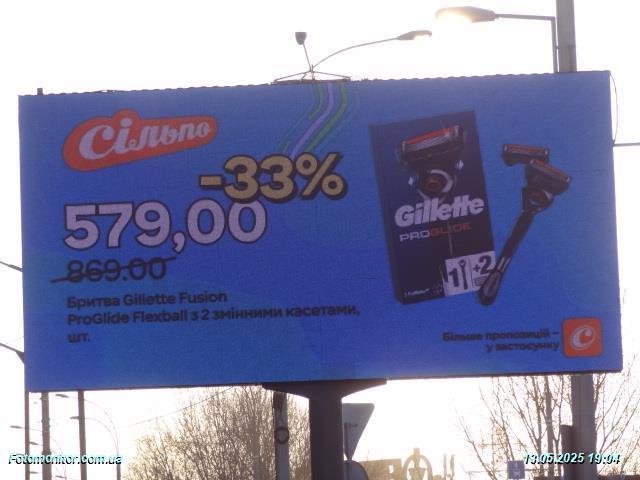 Сільпо
-33%
579,00
869.00
Бритва Gillette Fusion
ProGlide Flexball з 2 змінними касетами,
шт.
Gillette
PROGLIDE
1 +2
Більше пропозицій –
у застосунку
С
Fotomonitor.com.ua
13.05.2025 19:04